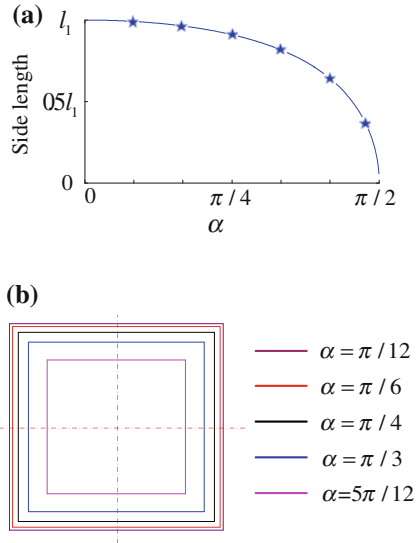 (a)
l₁
05l₁
0
Side length
0
π / 4
π / 2
α
(b)
α = π / 12
α = π / 6
α = π / 4
α = π / 3
α=5π / 12